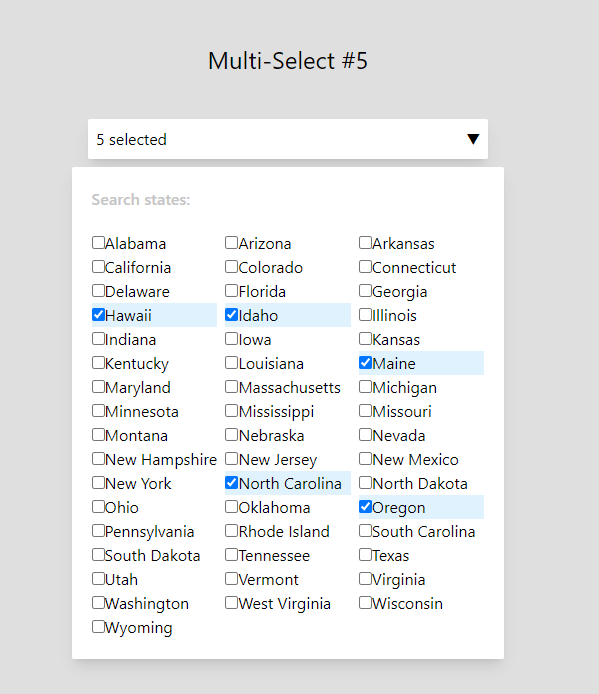 Multi-Select #5
5 selected
Search states:
Alabama Arizona Arkansas
California Colorado Connecticut
Delaware Florida Georgia
Hawaii Idaho Illinois
Indiana Iowa Kansas
Kentucky Louisiana Maine
Maryland Massachusetts Michigan
Minnesota Mississippi Missouri
Montana Nebraska Nevada
New Hampshire New Jersey New Mexico
New York North Carolina North Dakota
Ohio Oklahoma Oregon
Pennsylvania Rhode Island South Carolina
South Dakota Tennessee Texas
Utah Vermont Virginia
Washington West Virginia Wisconsin
Wyoming